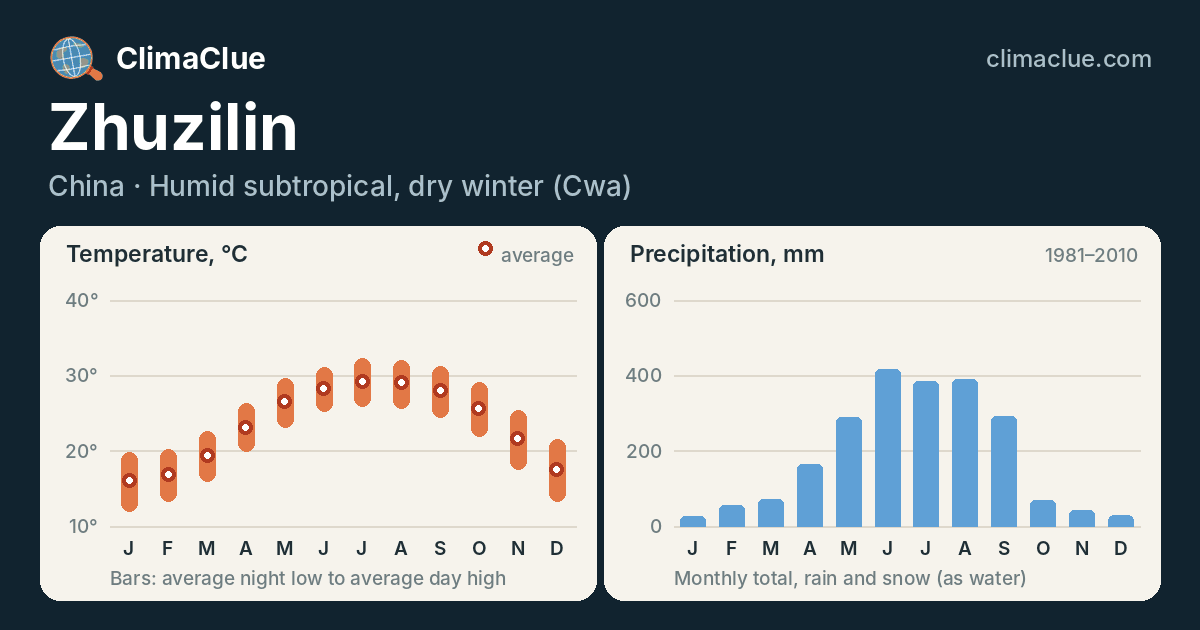 ClimaClue
climaclue.com
Zhuzilin
China · Humid subtropical, dry winter (Cwa)
Temperature, °C
average
40°
30°
20°
10°
J F M A M J J A S O N D
Bars: average night low to average day high
Precipitation, mm
1981–2010
600
400
200
0
J F M A M J J A S O N D
Monthly total, rain and snow (as water)